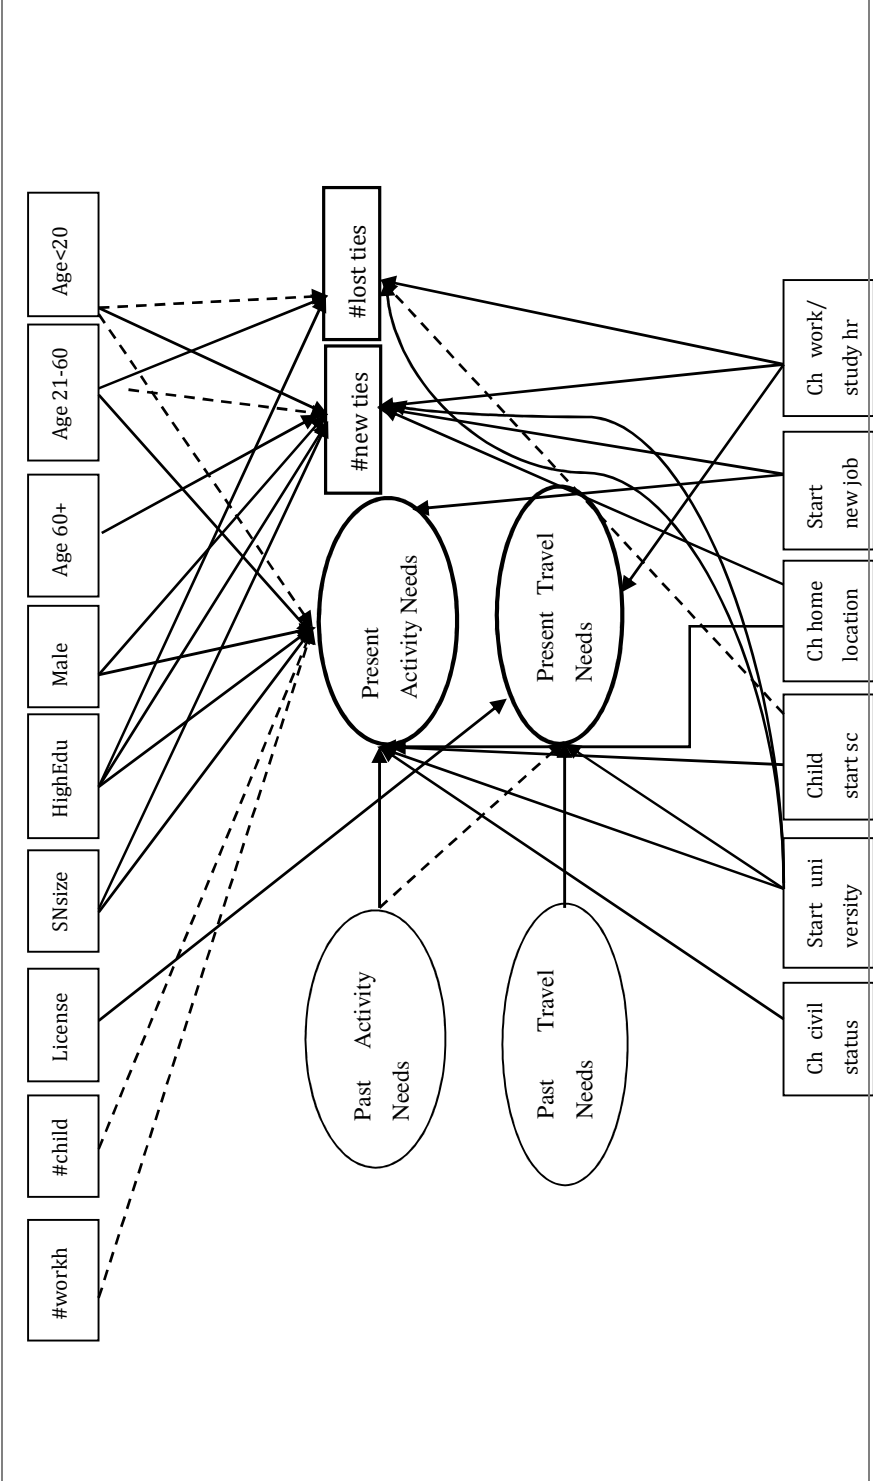 #workh
#child
License
SNsize
HighEdu
Male
Age 60+
Age 21-60
Age<20
#new ties
#lost ties
Past Activity
Needs
Present
Activity Needs
Past Travel
Needs
Present Travel
Needs
Ch civil
status
Start uni
versity
Child
start sc
Ch home
location
Start
new job
Ch work/
study hr